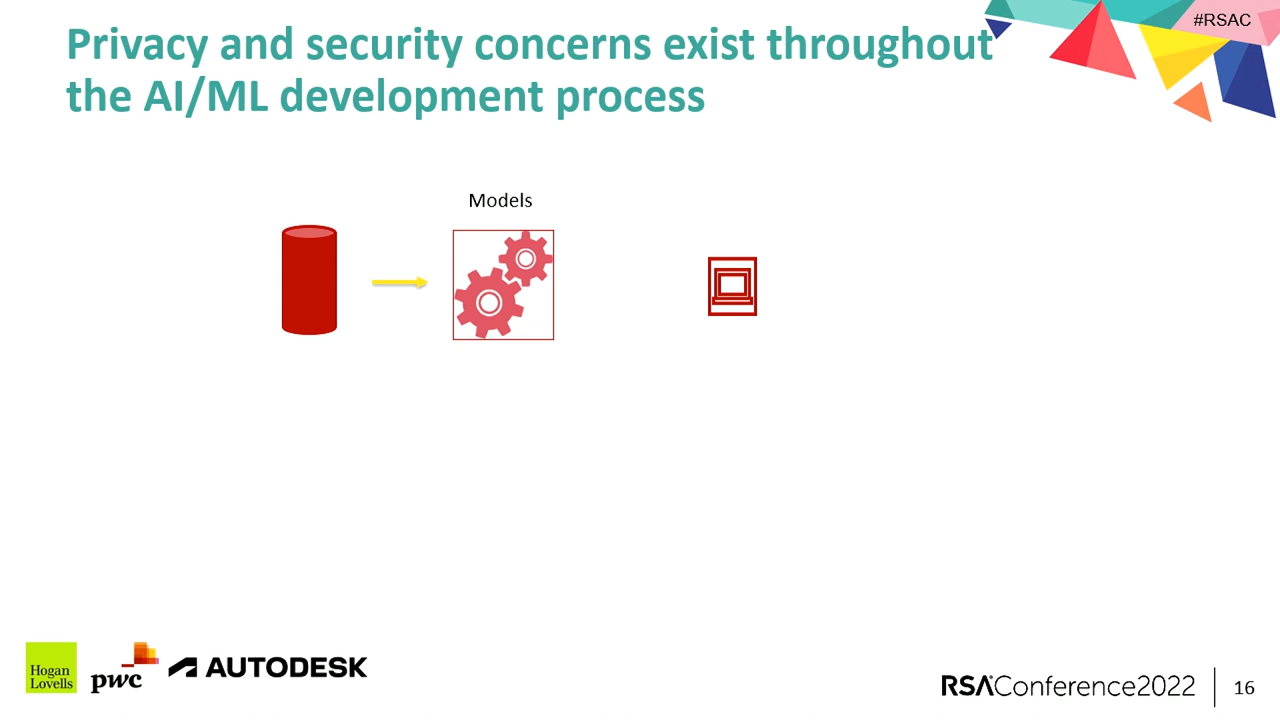 #RSAC
Privacy and security concerns exist throughout
the AI/ML development process
Models
Hogan
Lovells
pwc
AUTODESK
RSAConference2022
16